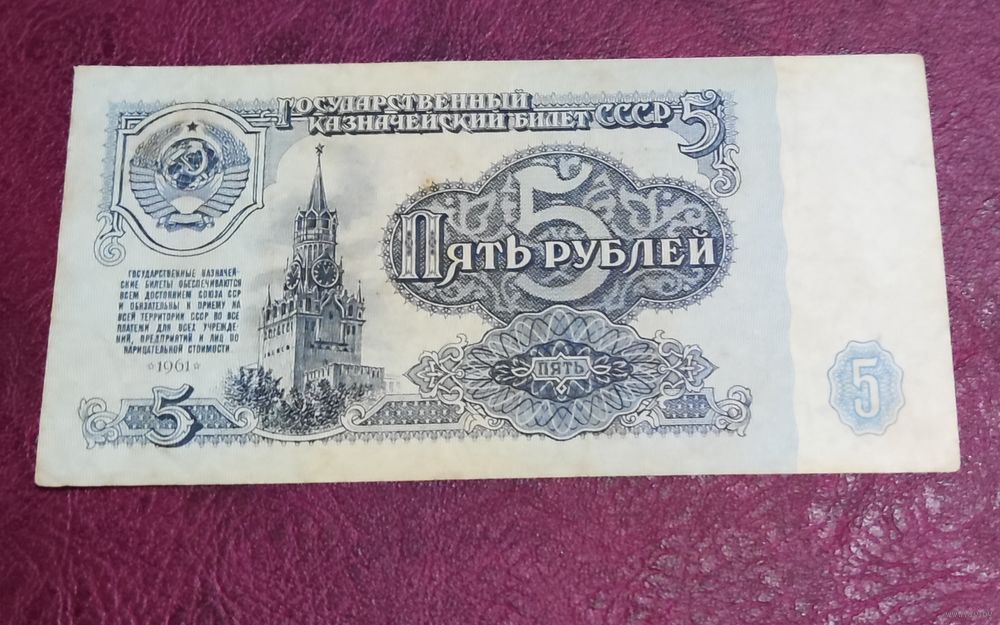 ГОСУДАРСТВЕННЫЙ
КАЗНАЧЕЙСКИЙ БИЛЕТ СССР 5
5
ПЯТЬ РУБЛЕЙ
ГОСУДАРСТВЕННЫЕ КАЗНАЧЕЙ-
СКИЕ БИЛЕТЫ ОБЕСПЕЧИВАЮТСЯ
ВСЕМ ДОСТОЯНИЕМ СОЮЗА ССР
И ОБЯЗАТЕЛЬНЫ К ПРИЕМУ НА
ВСЕЙ ТЕРРИТОРИИ СССР ВО ВСЕ
ПЛАТЕЖИ ДЛЯ ВСЕХ УЧРЕЖДЕ-
НИЙ, ПРЕДПРИЯТИЙ И ЛИЦ ПО
НАРИЦАТЕЛЬНОЙ СТОИМОСТИ.
1961
ПЯТЬ
5
5